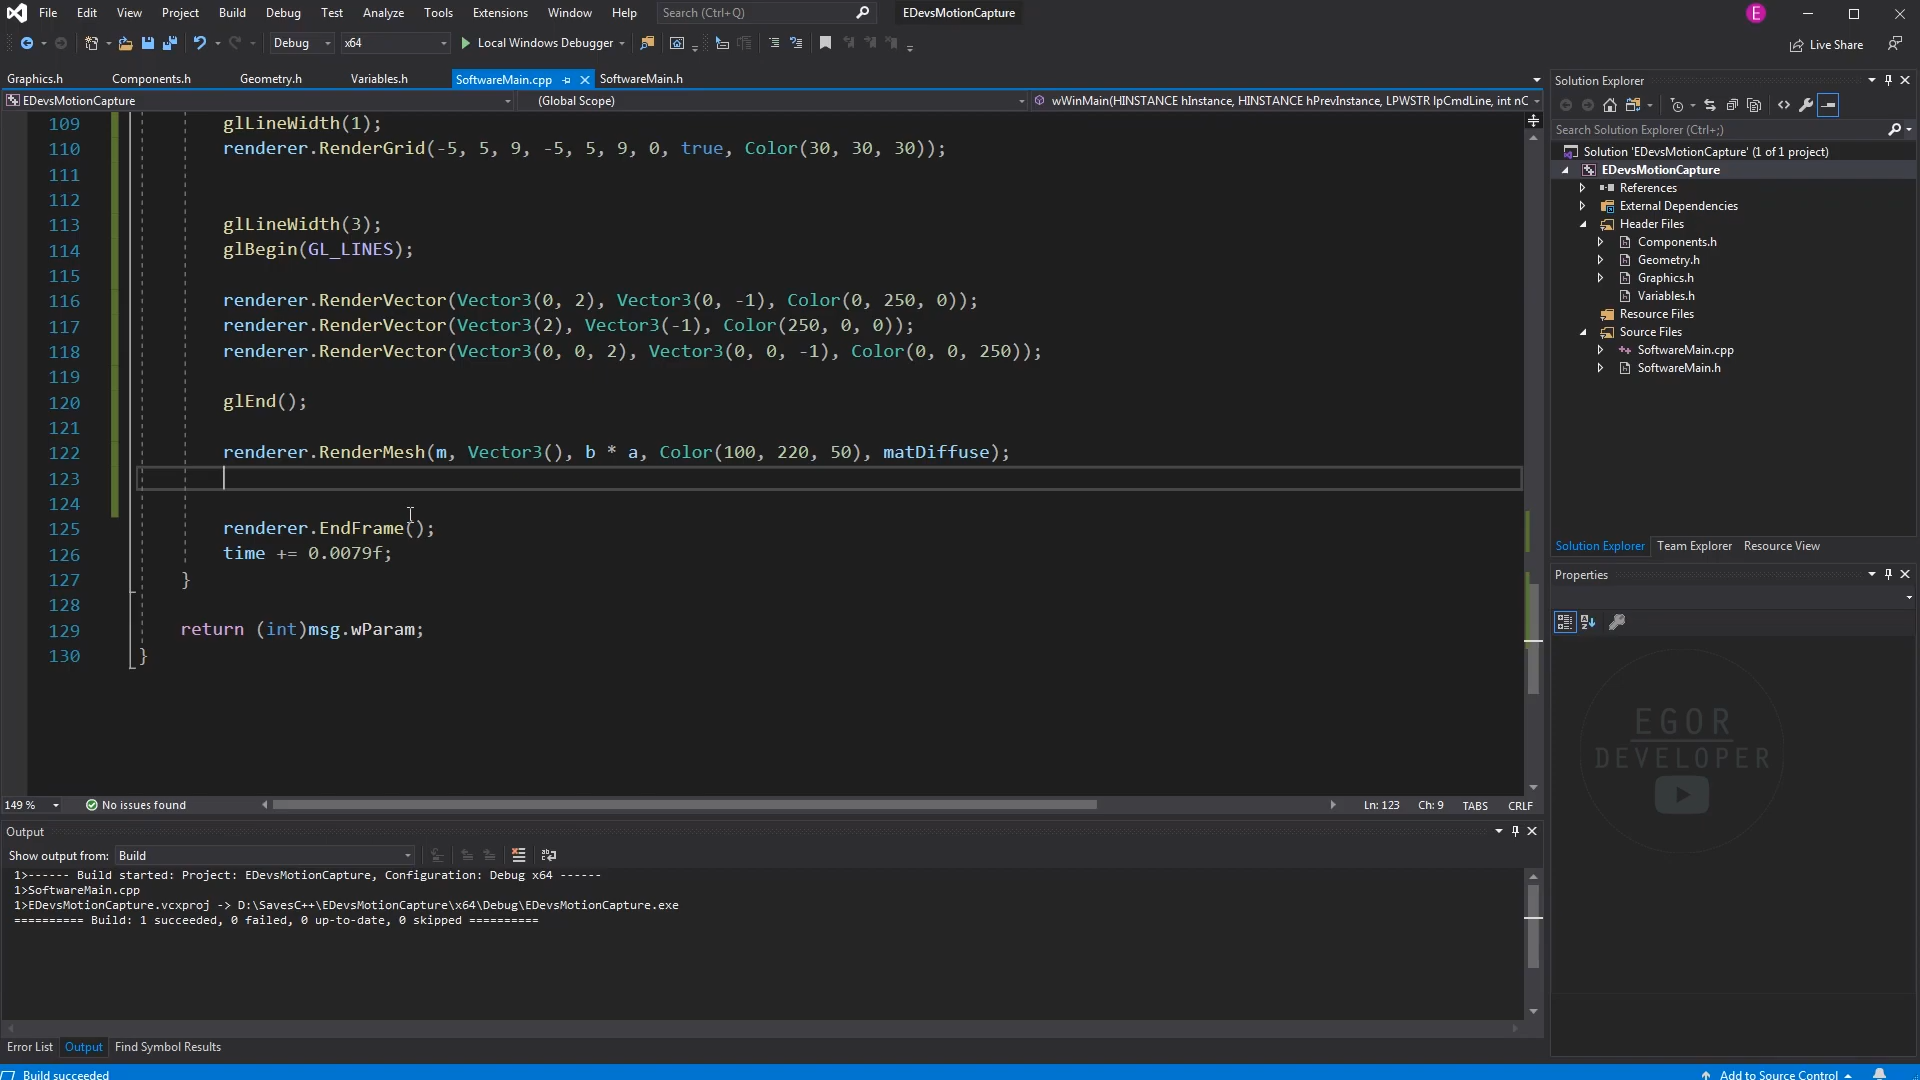 File Edit View Project Build Debug Test Analyze Tools Extensions Window Help Search (Ctrl+Q) EDevsMotionCapture E
Debug x64 Local Windows Debugger Live Share
Graphics.h Components.h Geometry.h Variables.h SoftwareMain.cpp SoftwareMain.h
EDevsMotionCapture (Global Scope) wWinMain(HINSTANCE hInstance, HINSTANCE hPrevInstance, LPWSTR lpCmdLine, int nC
109 glLineWidth(1);
110 renderer.RenderGrid(-5, 5, 9, -5, 5, 9, 0, true, Color(30, 30, 30));
111
112
113 glLineWidth(3);
114 glBegin(GL_LINES);
115
116 renderer.RenderVector(Vector3(0, 2), Vector3(0, -1), Color(0, 250, 0));
117 renderer.RenderVector(Vector3(2), Vector3(-1), Color(250, 0, 0));
118 renderer.RenderVector(Vector3(0, 0, 2), Vector3(0, 0, -1), Color(0, 0, 250));
119
120 glEnd();
121
122 renderer.RenderMesh(m, Vector3(), b * a, Color(100, 220, 50), matDiffuse);
123
124
125 renderer.EndFrame();
126 time += 0.0079f;
127 }
128
129 return (int)msg.wParam;
130 }
149 % No issues found Ln: 123 Ch: 9 TABS CRLF
Output
Show output from: Build
1>------ Build started: Project: EDevsMotionCapture, Configuration: Debug x64 ------
1>SoftwareMain.cpp
1>EDevsMotionCapture.vcxproj -> D:\SavesC++\EDevsMotionCapture\x64\Debug\EDevsMotionCapture.exe
========== Build: 1 succeeded, 0 failed, 0 up-to-date, 0 skipped ==========
Error List Output Find Symbol Results
Build succeeded
Solution Explorer
Search Solution Explorer (Ctrl+;)
Solution 'EDevsMotionCapture' (1 of 1 project)
EDevsMotionCapture
References
External Dependencies
Header Files
Components.h
Geometry.h
Graphics.h
Variables.h
Resource Files
Source Files
SoftwareMain.cpp
SoftwareMain.h
Solution Explorer Team Explorer Resource View
Properties
EGOR
DEVELOPER
Add to Source Control